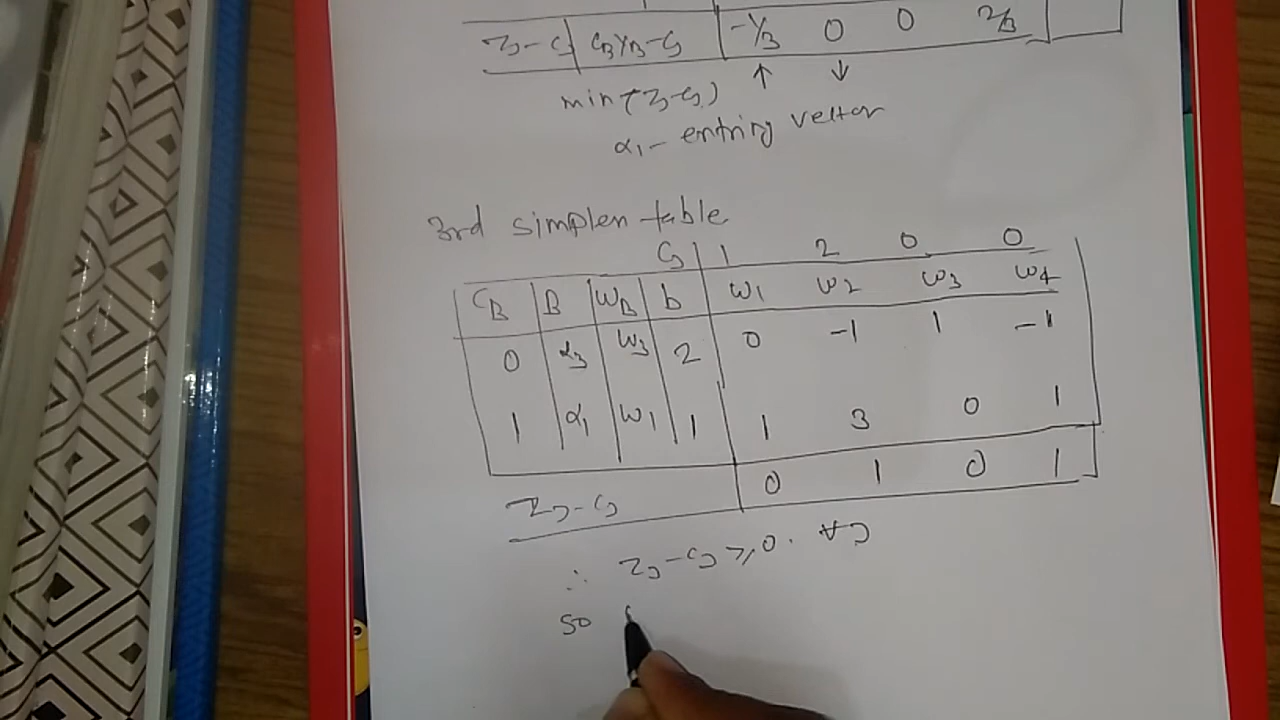 Zj-Cj CBYB-Cj -1/3 0 0 2/3
↑ ↓
min(Zj-Cj)
α1 - entring vector
3rd simplex table
Cj 1 2 0 0
CB B WB b w1 w2 w3 w4
0 α3 w3 2 0 -1 1 -1
1 α1 w1 1 1 3 0 1
Zj-Cj 0 1 0 1
∴ Zj-Cj ≥ 0. ∀j
so